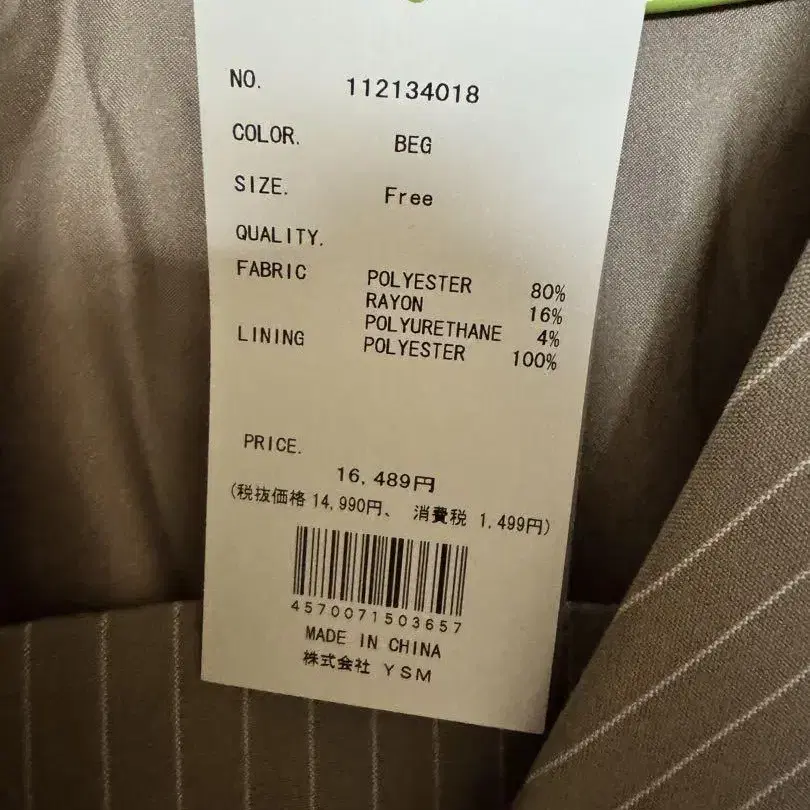 NO. 112134018
COLOR. BEG
SIZE. Free
QUALITY.
FABRIC POLYESTER 80%
RAYON 16%
POLYURETHANE 4%
LINING POLYESTER 100%
PRICE.
16,489円
(税抜価格 14,990円、 消費税 1,499円)
4570071503657
MADE IN CHINA
株式会社 YSM